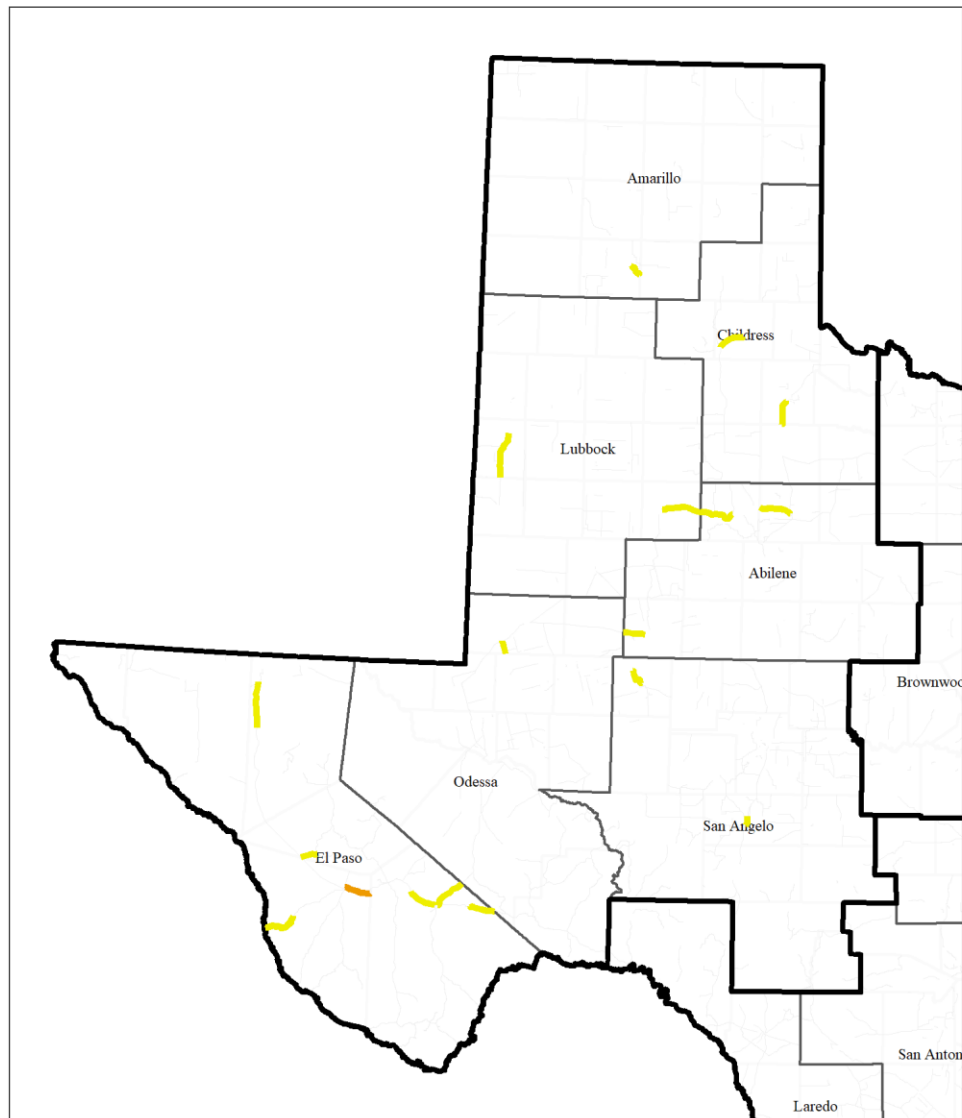 Amarillo
Childress
Lubbock
Abilene
Brownwoo
Odessa
San Angelo
El Paso
San Anton
Laredo